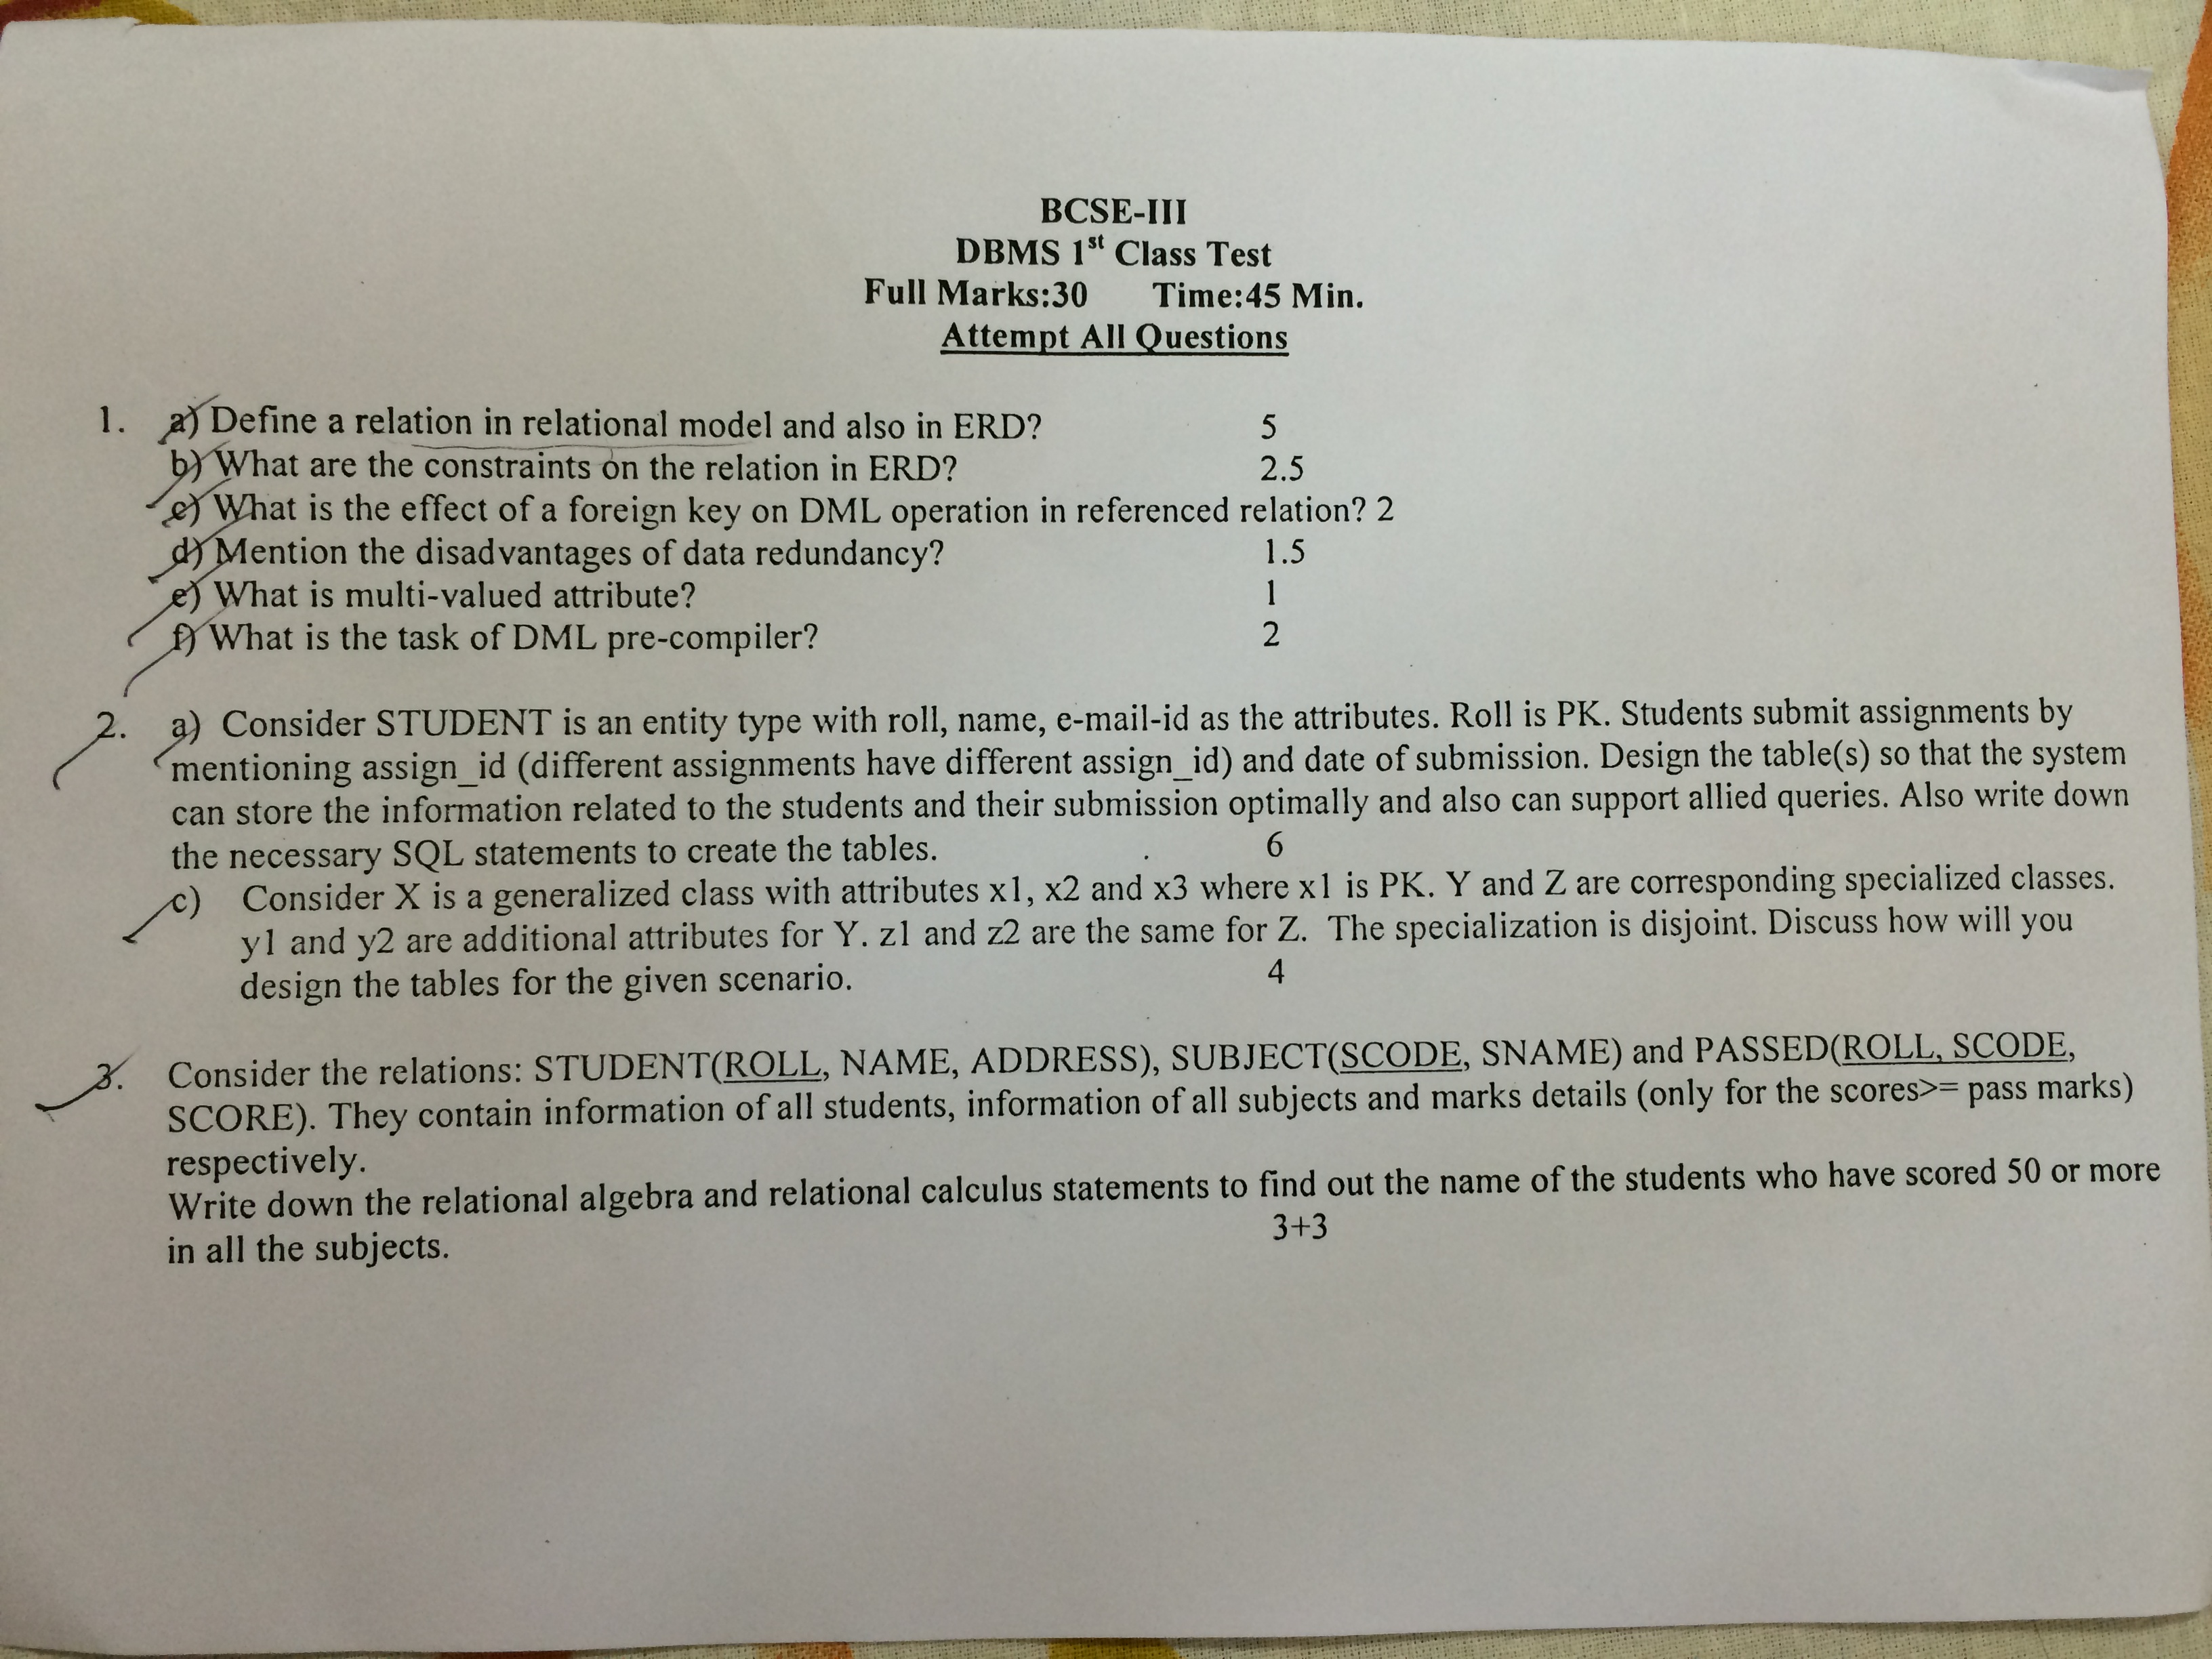 BCSE-III
DBMS 1st Class Test
Full Marks:30 Time:45 Min.
Attempt All Questions
1. a) Define a relation in relational model and also in ERD? 5
b) What are the constraints on the relation in ERD? 2.5
c) What is the effect of a foreign key on DML operation in referenced relation? 2
d) Mention the disadvantages of data redundancy? 1.5
e) What is multi-valued attribute? 1
f) What is the task of DML pre-compiler? 2
2. a) Consider STUDENT is an entity type with roll, name, e-mail-id as the attributes. Roll is PK. Students submit assignments by
mentioning assign_id (different assignments have different assign_id) and date of submission. Design the table(s) so that the system
can store the information related to the students and their submission optimally and also can support allied queries. Also write down
the necessary SQL statements to create the tables. 6
c) Consider X is a generalized class with attributes x1, x2 and x3 where x1 is PK. Y and Z are corresponding specialized classes.
y1 and y2 are additional attributes for Y. z1 and z2 are the same for Z. The specialization is disjoint. Discuss how will you
design the tables for the given scenario. 4
3. Consider the relations: STUDENT(ROLL, NAME, ADDRESS), SUBJECT(SCODE, SNAME) and PASSED(ROLL, SCODE,
SCORE). They contain information of all students, information of all subjects and marks details (only for the scores>= pass marks)
respectively.
Write down the relational algebra and relational calculus statements to find out the name of the students who have scored 50 or more
in all the subjects. 3+3